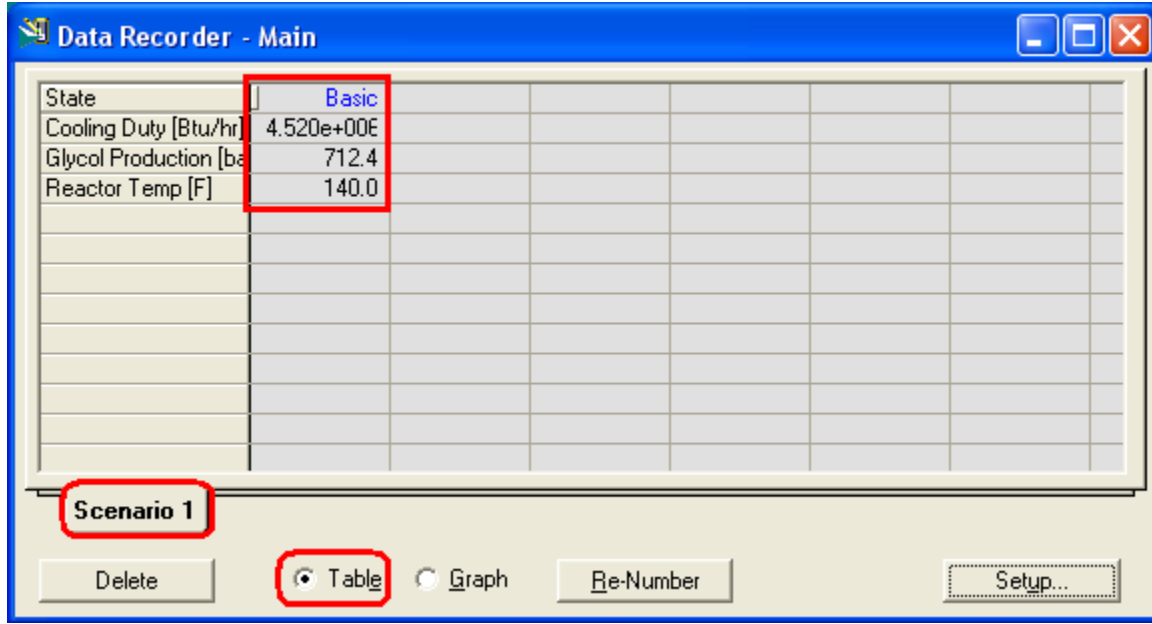 Data Recorder - Main
State Basic
Cooling Duty [Btu/hr] 4.520e+006
Glycol Production [ba 712.4
Reactor Temp [F] 140.0
Scenario 1
Delete Table Graph Re-Number Setup...